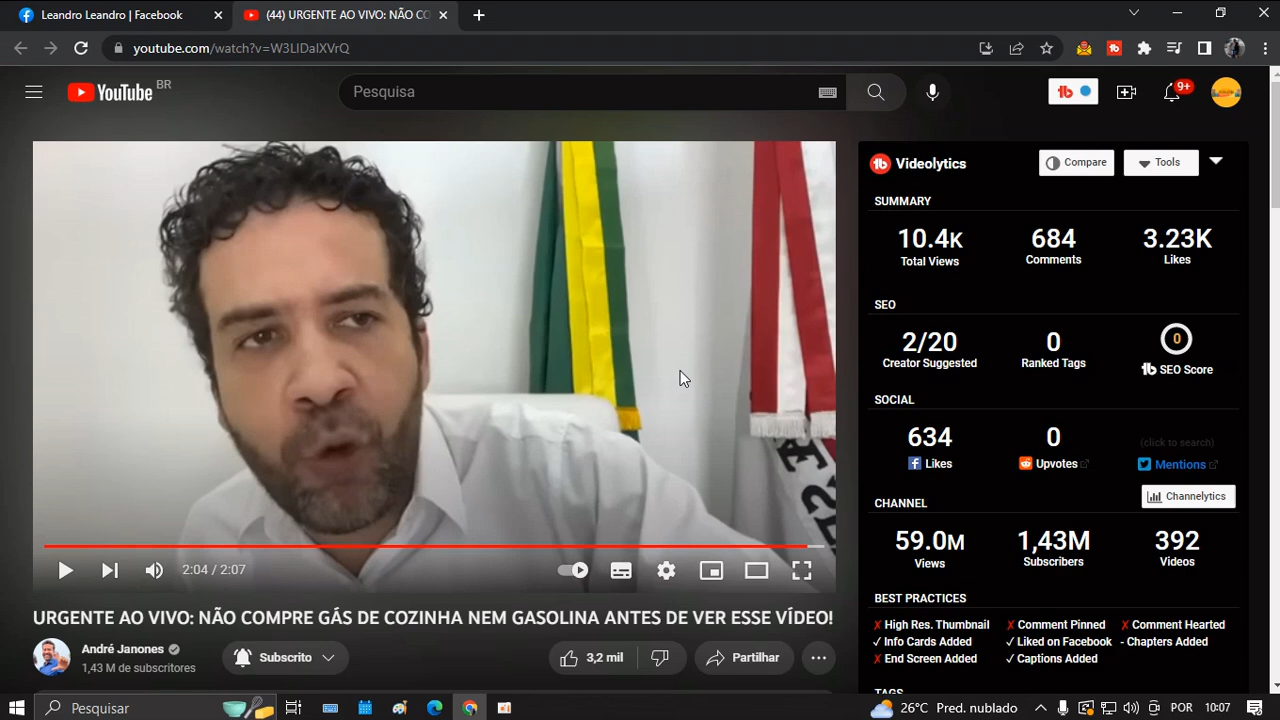 Leandro Leandro | Facebook
(44) URGENTE AO VIVO: NÃO CO
youtube.com/watch?v=W3LIDaIXVrQ
YouTube BR
Pesquisa
9+
Videolytics
Compare
Tools
SUMMARY
10.4K 684 3.23K
Total Views Comments Likes
SEO
2/20 0 0
Creator Suggested Ranked Tags SEO Score
SOCIAL
634 0 (click to search)
Likes Upvotes Mentions
Channelytics
CHANNEL
59.0M 1,43M 392
Views Subscribers Videos
BEST PRACTICES
✗ High Res. Thumbnail ✗ Comment Pinned ✗ Comment Hearted
✓ Info Cards Added ✓ Liked on Facebook - Chapters Added
✗ End Screen Added ✓ Captions Added
TAGS
2:04 / 2:07
URGENTE AO VIVO: NÃO COMPRE GÁS DE COZINHA NEM GASOLINA ANTES DE VER ESSE VÍDEO!
André Janones
1,43 M de subscritores
Subscrito
3,2 mil
Partilhar
Pesquisar
26°C Pred. nublado
POR
10:07